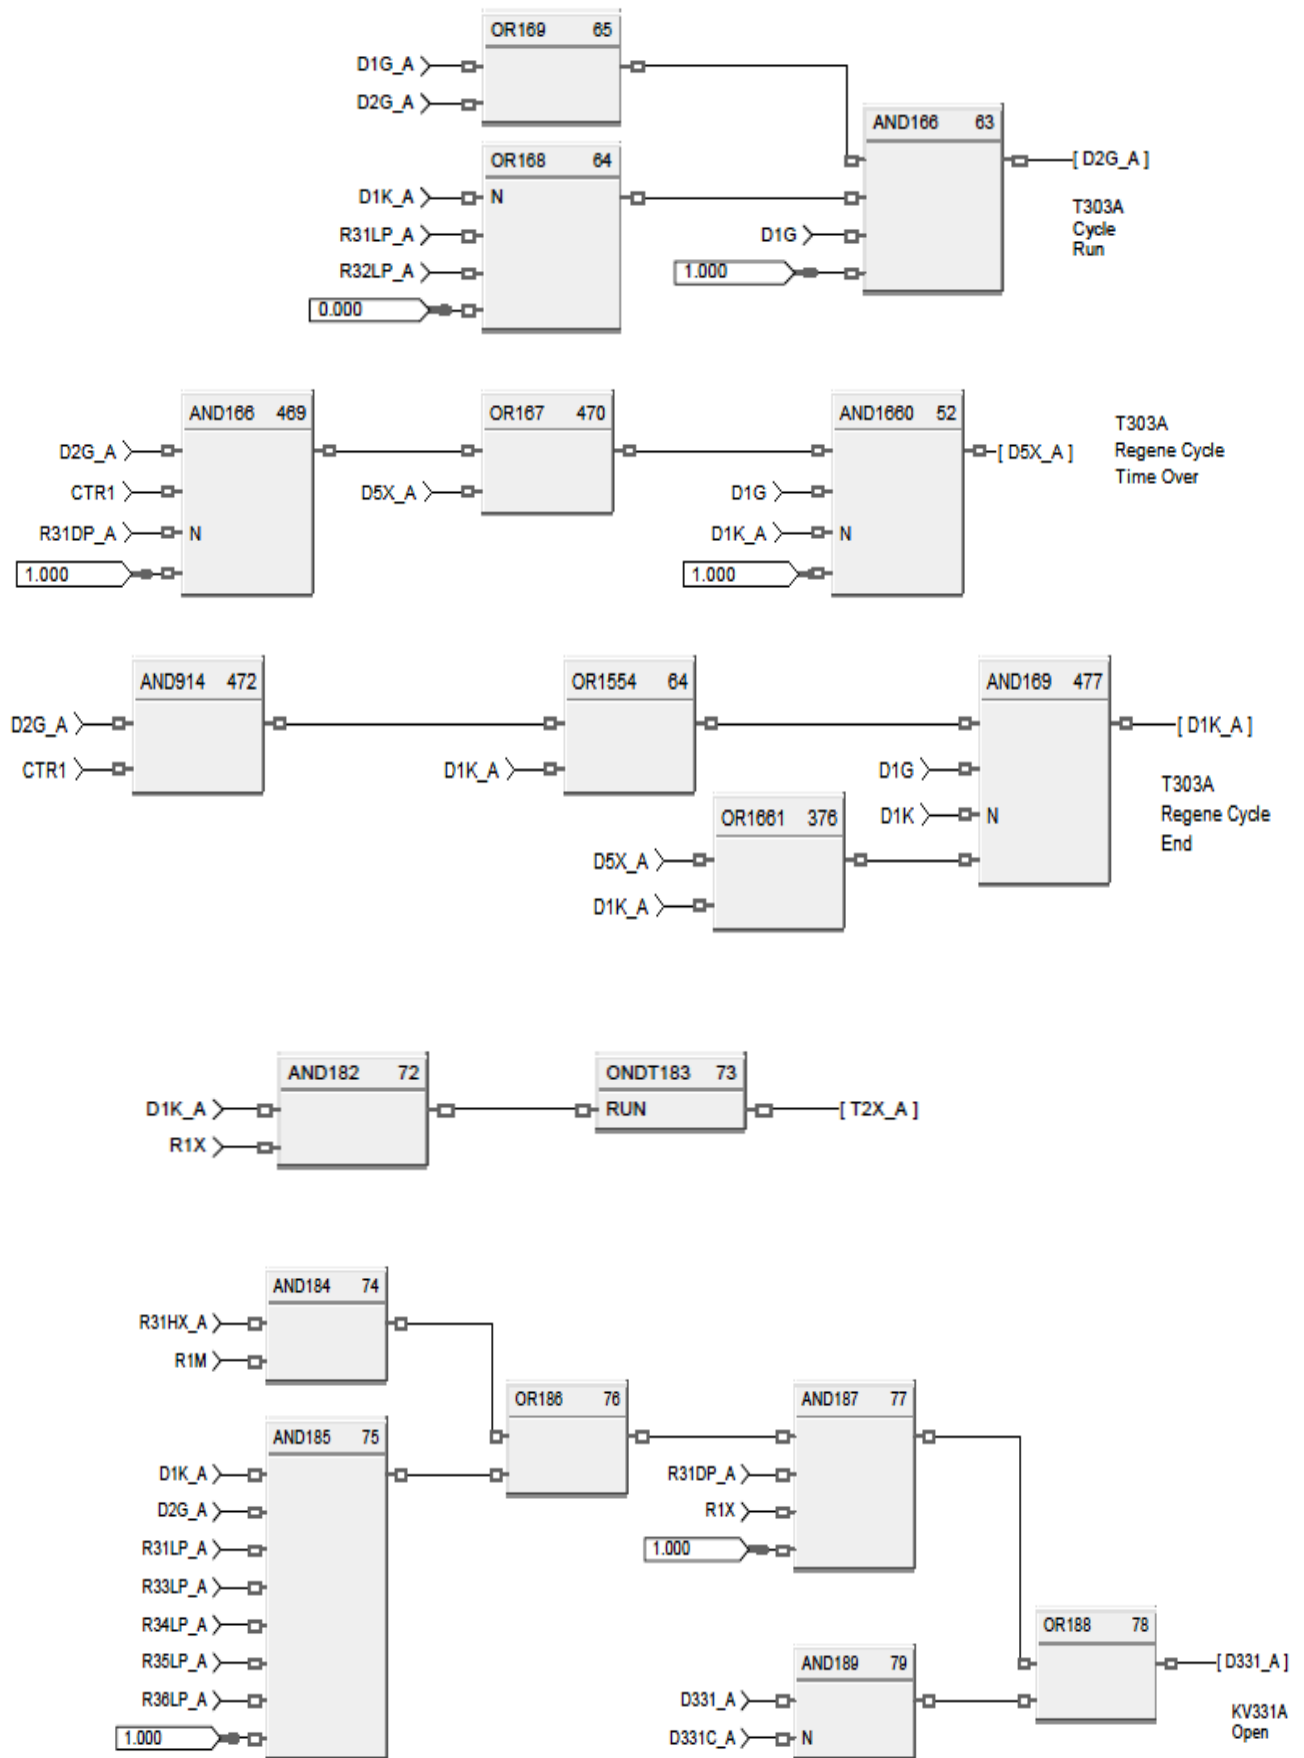 OR169 65
D1G_A
D2G_A
AND166 63
[ D2G_A ]
OR168 64
D1K_A N
R31LP_A
R32LP_A
0.000
D1G
1.000
T303A
Cycle
Run
AND166 469
D2G_A
CTR1
R31DP_A N
1.000
OR167 470
D5X_A
AND1660 52
D1G
D1K_A N
1.000
[ D5X_A ]
T303A
Regene Cycle
Time Over
AND914 472
D2G_A
CTR1
OR1554 64
D1K_A
AND169 477
D1G
D1K N
[ D1K_A ]
OR1661 376
D5X_A
D1K_A
T303A
Regene Cycle
End
AND182 72
D1K_A
R1X
ONDT183 73
RUN
[ T2X_A ]
AND184 74
R31HX_A
R1M
AND185 75
D1K_A
D2G_A
R31LP_A
R33LP_A
R34LP_A
R35LP_A
R36LP_A
1.000
OR186 76
AND187 77
R31DP_A
R1X
1.000
AND189 79
D331_A
D331C_A N
OR188 78
[ D331_A ]
KV331A
Open